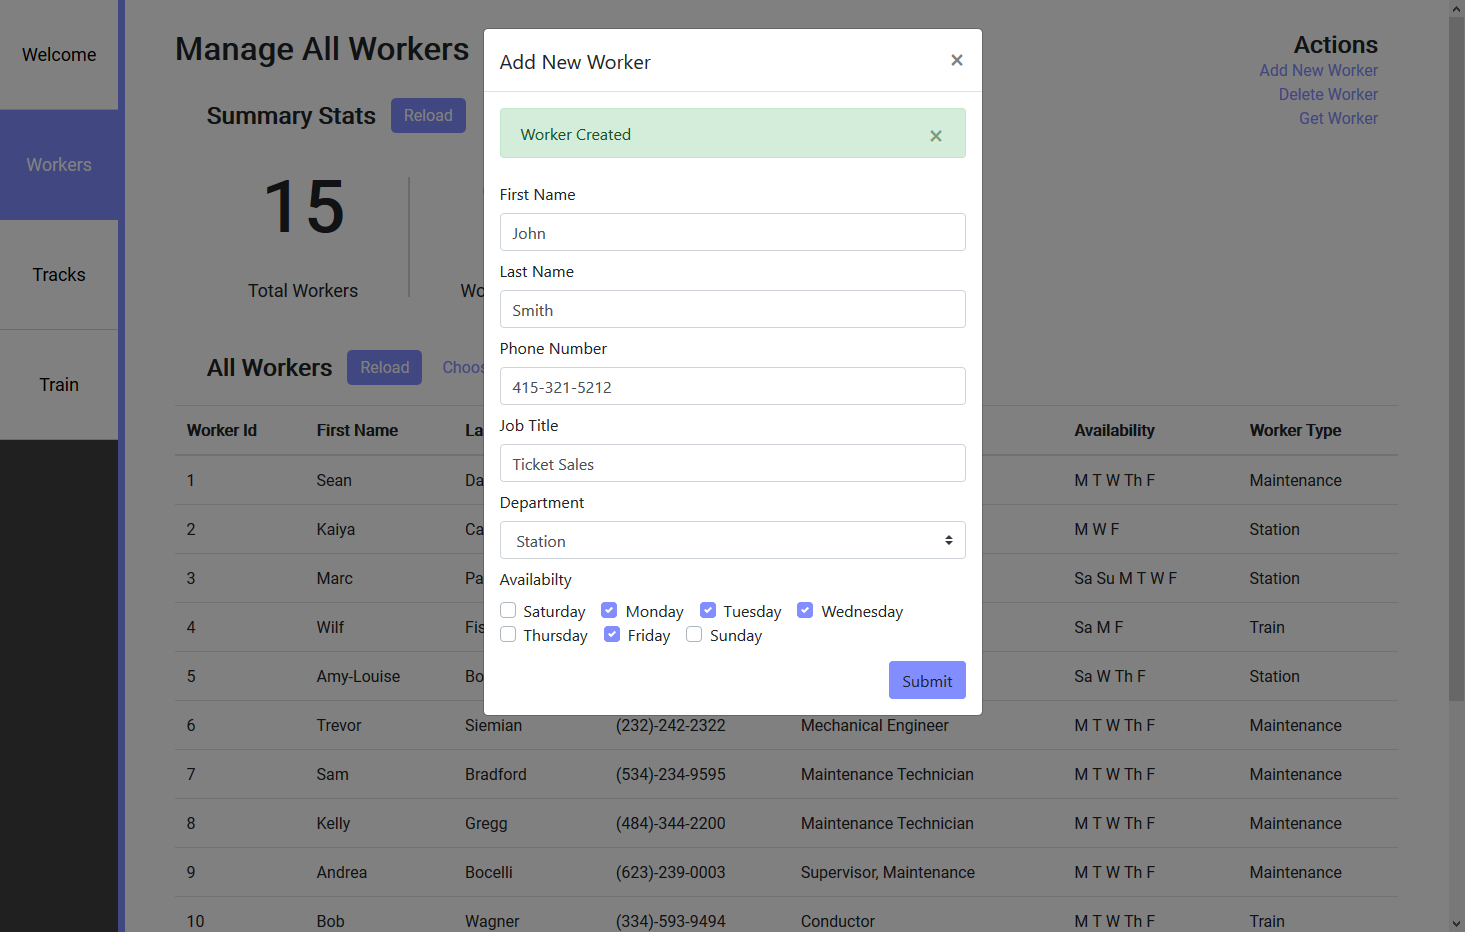 Welcome
Workers
Tracks
Train
Manage All Workers
Summary Stats Reload
15
Total Workers
Wo
All Workers Reload Choos
Actions
Add New Worker
Delete Worker
Get Worker
Add New Worker ×
Worker Created ×
First Name
John
Last Name
Smith
Phone Number
415-321-5212
Job Title
Ticket Sales
Department
Station
Availabilty
Saturday Monday Tuesday Wednesday
Thursday Friday Sunday
Submit
Worker Id First Name La Availability Worker Type
1 Sean Da M T W Th F Maintenance
2 Kaiya Ca M W F Station
3 Marc Pa Sa Su M T W F Station
4 Wilf Fis Sa M F Train
5 Amy-Louise Bo Sa W Th F Station
6 Trevor Siemian (232)-242-2322 Mechanical Engineer M T W Th F Maintenance
7 Sam Bradford (534)-234-9595 Maintenance Technician M T W Th F Maintenance
8 Kelly Gregg (484)-344-2200 Maintenance Technician M T W Th F Maintenance
9 Andrea Bocelli (623)-239-0003 Supervisor, Maintenance M T W Th F Maintenance
10 Bob Wagner (334)-593-9494 Conductor M T W Th F Train